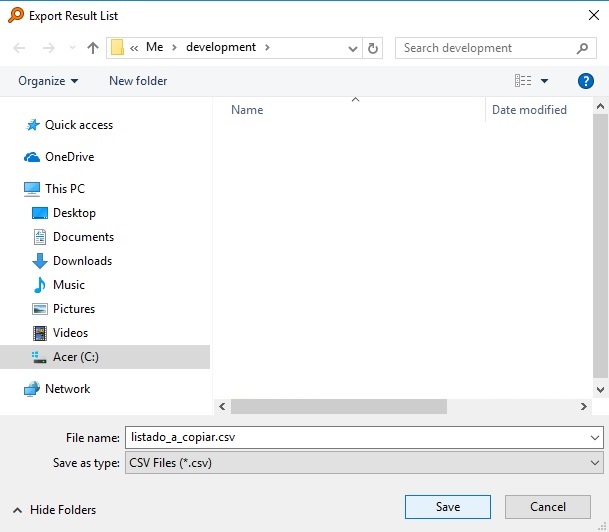 Export Result List
« Me > development >
Search development
Organize
New folder
?
Name
Date modified
Quick access
OneDrive
This PC
Desktop
Documents
Downloads
Music
Pictures
Videos
Acer (C:)
Network
File name: listado_a_copiar.csv
Save as type: CSV Files (*.csv)
Hide Folders
Save
Cancel